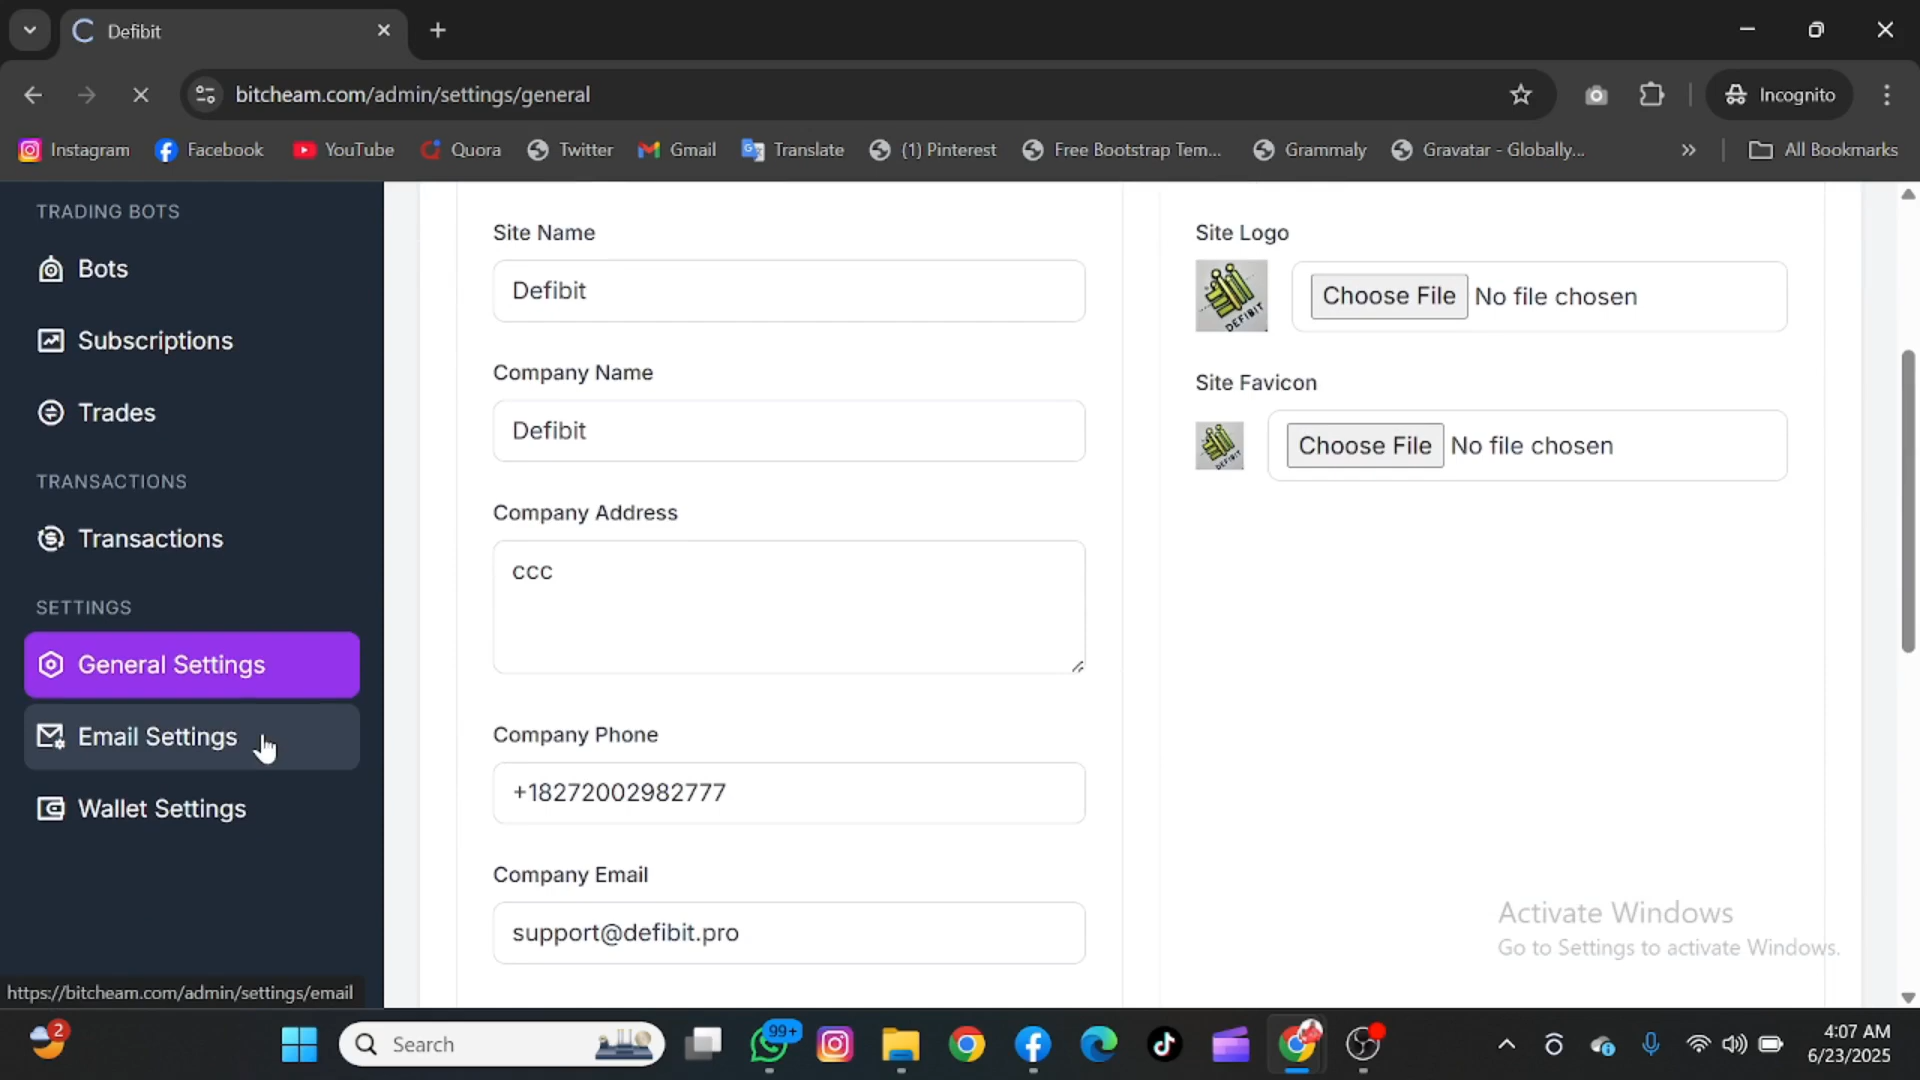 Defibit
bitcheam.com/admin/settings/general
Incognito
Instagram
Facebook
YouTube
Quora
Twitter
Gmail
Translate
(1) Pinterest
Free Bootstrap Tem...
Grammaly
Gravatar - Globally...
»
All Bookmarks
TRADING BOTS
Bots
Subscriptions
Trades
TRANSACTIONS
Transactions
SETTINGS
General Settings
Email Settings
Wallet Settings
https://bitcheam.com/admin/settings/email
Site Name
Defibit
Company Name
Defibit
Company Address
ccc
Company Phone
+18272002982777
Company Email
support@defibit.pro
Site Logo
DEFIBIT
Choose File No file chosen
Site Favicon
DEFIBIT
Choose File No file chosen
Activate Windows
Go to Settings to activate Windows.
2
Search
99+
4:07 AM
6/23/2025